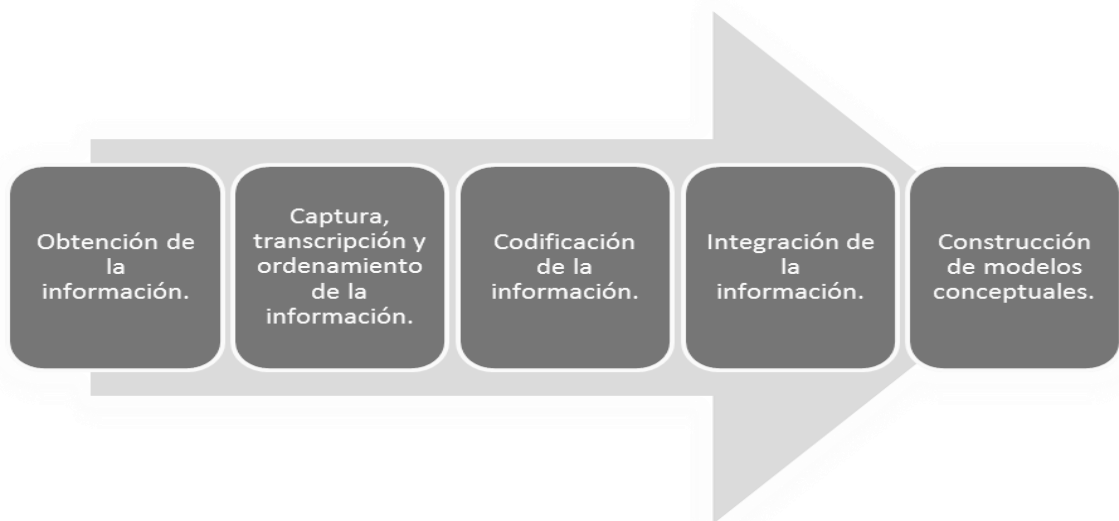 Obtención de
la
información.
Captura,
transcripción y
ordenamiento
de la
información.
Codificación
de la
información.
Integración de
la
información.
Construcción
de modelos
conceptuales.